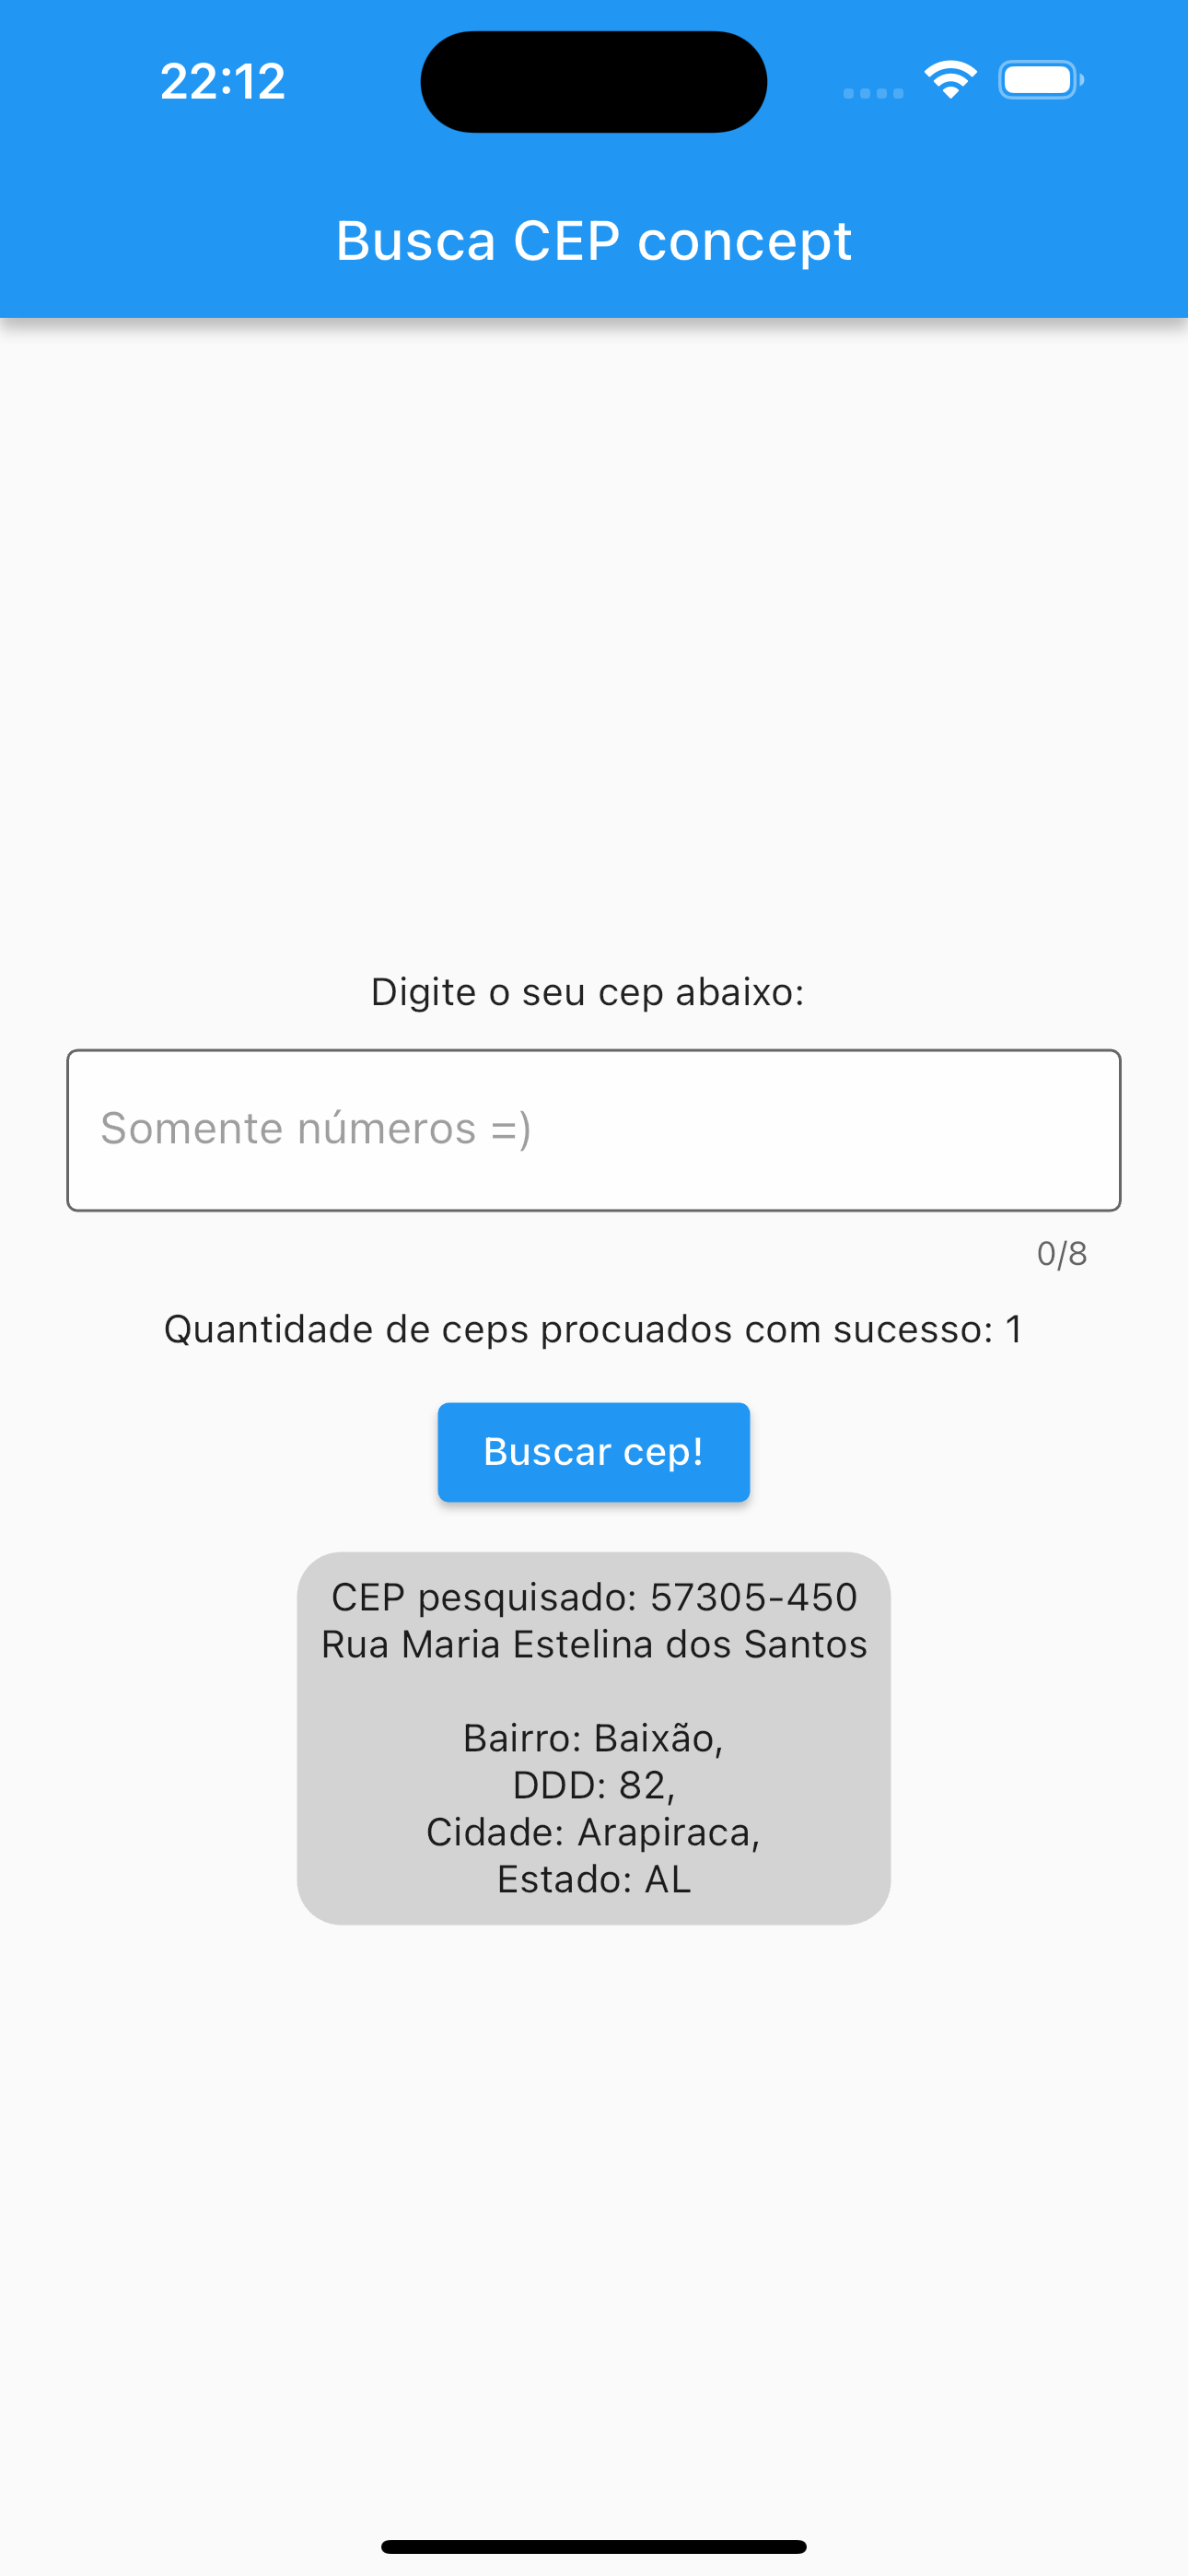 22:12
Busca CEP concept
Digite o seu cep abaixo:
Somente números =)
0/8
Quantidade de ceps procuados com sucesso: 1
Buscar cep!
CEP pesquisado: 57305-450
Rua Maria Estelina dos Santos
Bairro: Baixão,
DDD: 82,
Cidade: Arapiraca,
Estado: AL